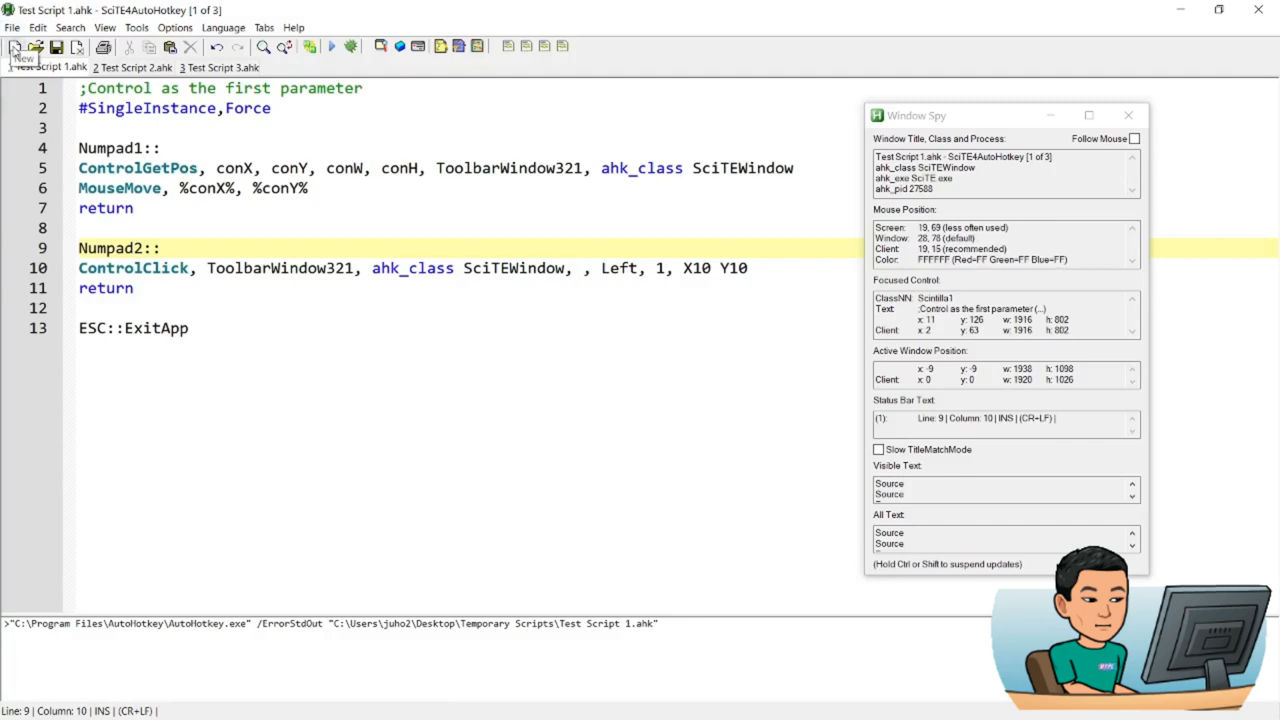 Test Script 1.ahk - SciTE4AutoHotkey [1 of 3]
File Edit Search View Tools Options Language Tabs Help
New
1 Test Script 1.ahk 2 Test Script 2.ahk 3 Test Script 3.ahk
1 ;Control as the first parameter
2 #SingleInstance,Force
3
4 Numpad1::
5 ControlGetPos, conX, conY, conW, conH, ToolbarWindow321, ahk_class SciTEWindow
6 MouseMove, %conX%, %conY%
7 return
8
9 Numpad2::
10 ControlClick, ToolbarWindow321, ahk_class SciTEWindow, , Left, 1, X10 Y10
11 return
12
13 ESC::ExitApp
Window Spy
Window Title, Class and Process: Follow Mouse
Test Script 1.ahk - SciTE4AutoHotkey [1 of 3]
ahk_class SciTEWindow
ahk_exe SciTE.exe
ahk_pid 27588
Mouse Position:
Screen: 19, 69 (less often used)
Window: 28, 78 (default)
Client: 19, 15 (recommended)
Color: FFFFFF (Red=FF Green=FF Blue=FF)
Focused Control:
ClassNN: Scintilla1
Text: ;Control as the first parameter (...)
x: 11 y: 126 w: 1916 h: 802
Client: x: 2 y: 63 w: 1916 h: 802
Active Window Position:
x: -9 y: -9 w: 1938 h: 1098
Client: x: 0 y: 0 w: 1920 h: 1026
Status Bar Text:
(1): Line: 9 | Column: 10 | INS | (CR+LF) |
Slow TitleMatchMode
Visible Text:
Source
Source
All Text:
Source
Source
(Hold Ctrl or Shift to suspend updates)
>"C:\Program Files\AutoHotkey\AutoHotkey.exe" /ErrorStdOut "C:\Users\juho2\Desktop\Temporary Scripts\Test Script 1.ahk"
Line: 9 | Column: 10 | INS | (CR+LF) |